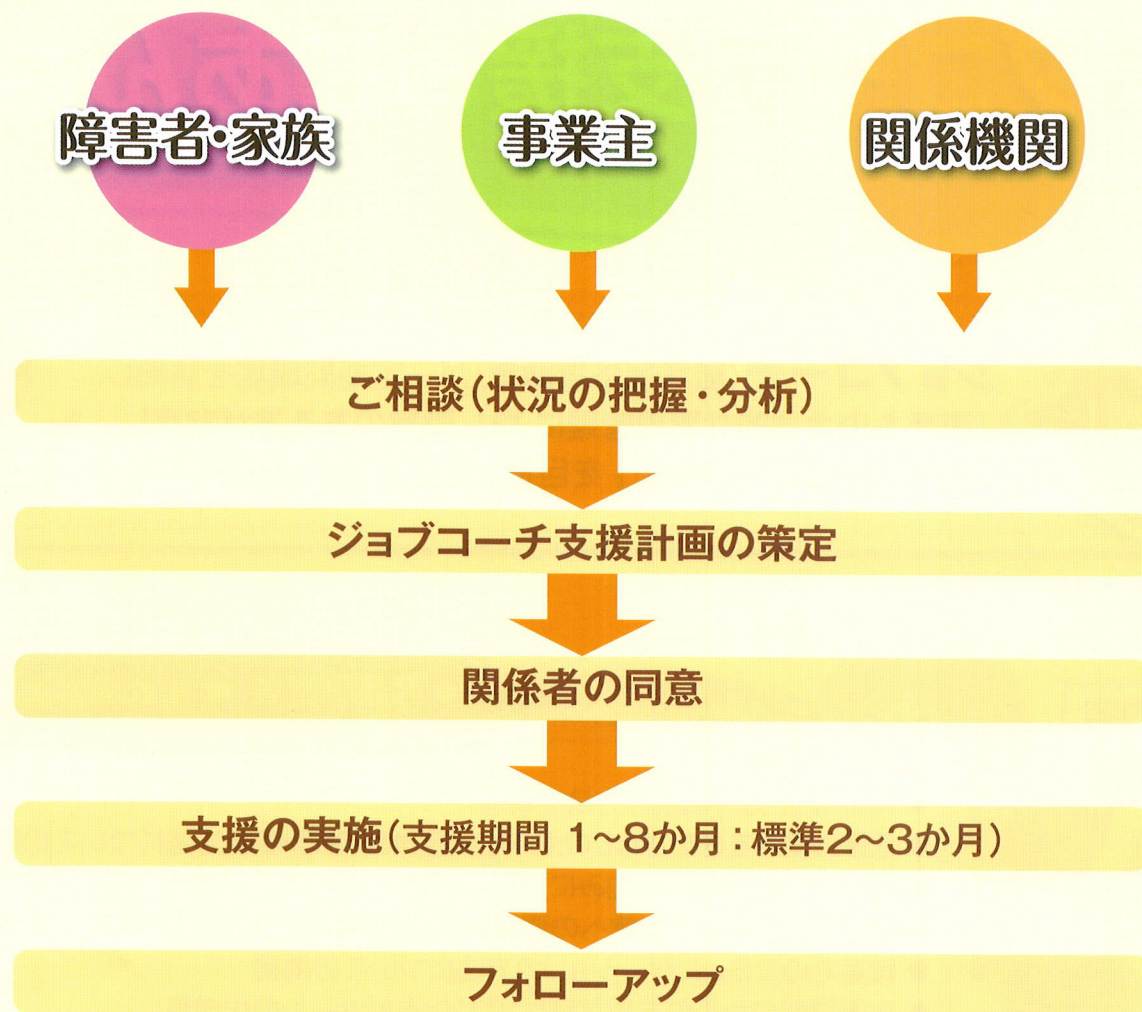 障害者・家族
事業主
関係機関
ご相談(状況の把握・分析)
ジョブコーチ支援計画の策定
関係者の同意
支援の実施(支援期間 1~8か月:標準2~3か月)
フォローアップ